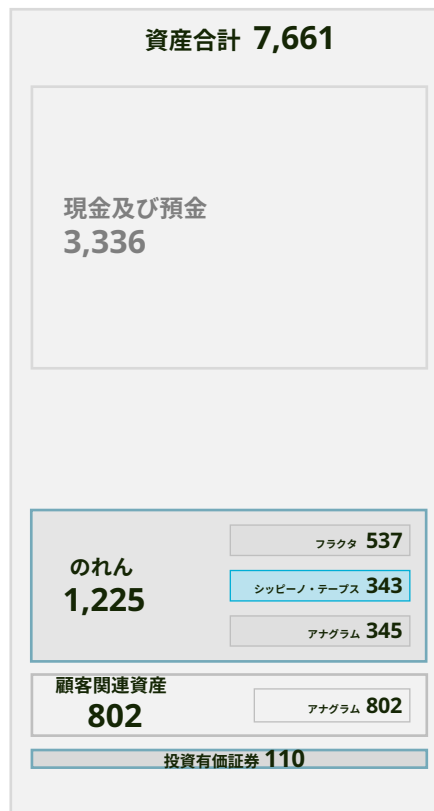 資産合計 7,661
現金及び預金
3,336
のれん
1,225
フラクタ 537
シッピーノ・テープス 343
アナグラム 345
顧客関連資産
802
アナグラム 802
投資有価証券 110